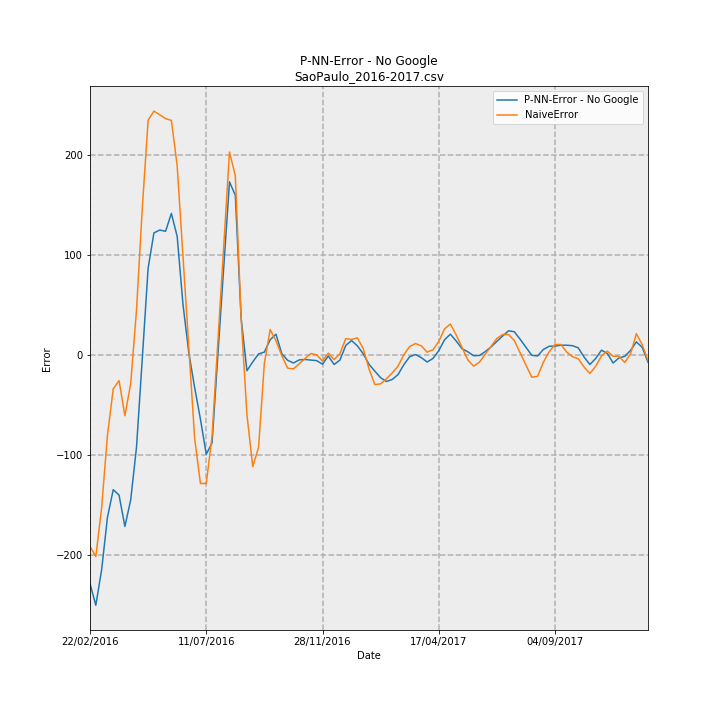 P-NN-Error - No Google
SaoPaulo_2016-2017.csv
P-NN-Error - No Google
NaiveError
200
100
0
−100
−200
Error
22/02/2016
11/07/2016
28/11/2016
17/04/2017
04/09/2017
Date